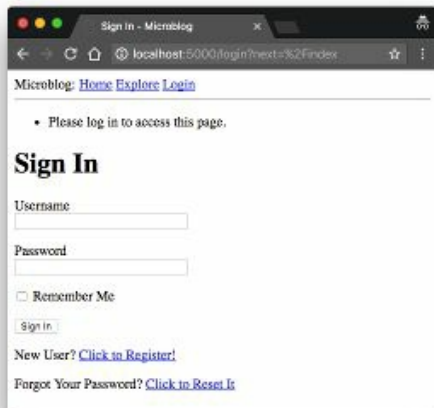 Sign In - Microblog
localhost:5000/login?next=%2Findex
Microblog: Home Explore Login
Please log in to access this page.
Sign In
Username
Password
Remember Me
Sign In
New User? Click to Register!
Forgot Your Password? Click to Reset It